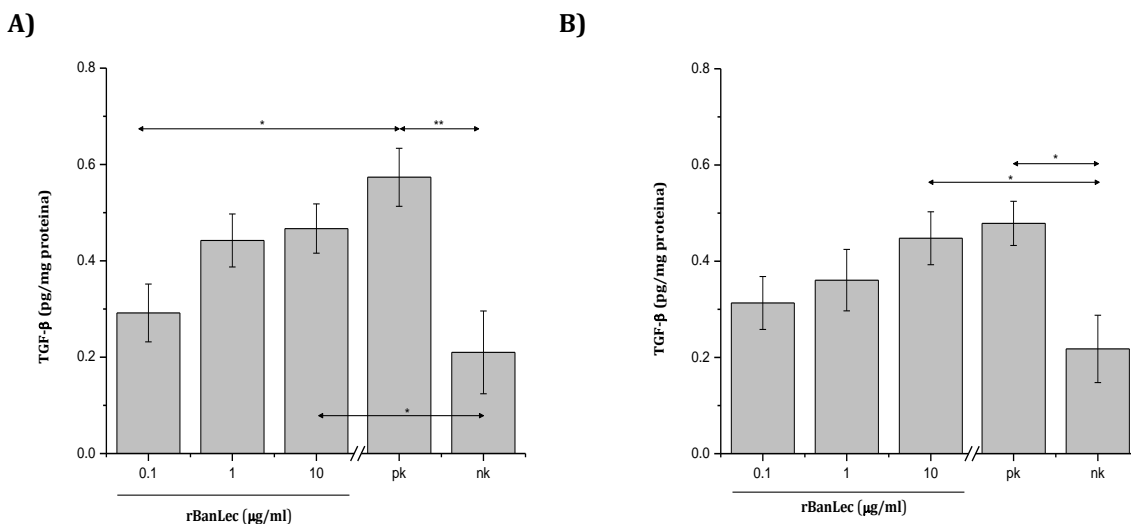 A)
0.8
0.6
0.4
0.2
0.0
TGF-β (pg/mg proteina)
*
**
*
0.1 1 10 pk nk
rBanLec (μg/ml)
B)
0.8
0.6
0.4
0.2
0.0
TGF-β (pg/mg proteina)
*
*
0.1 1 10 pk nk
rBanLec (μg/ml)